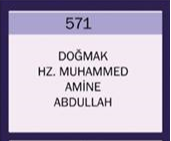 571
DOĞMAK
HZ. MUHAMMED
AMİNE
ABDULLAH